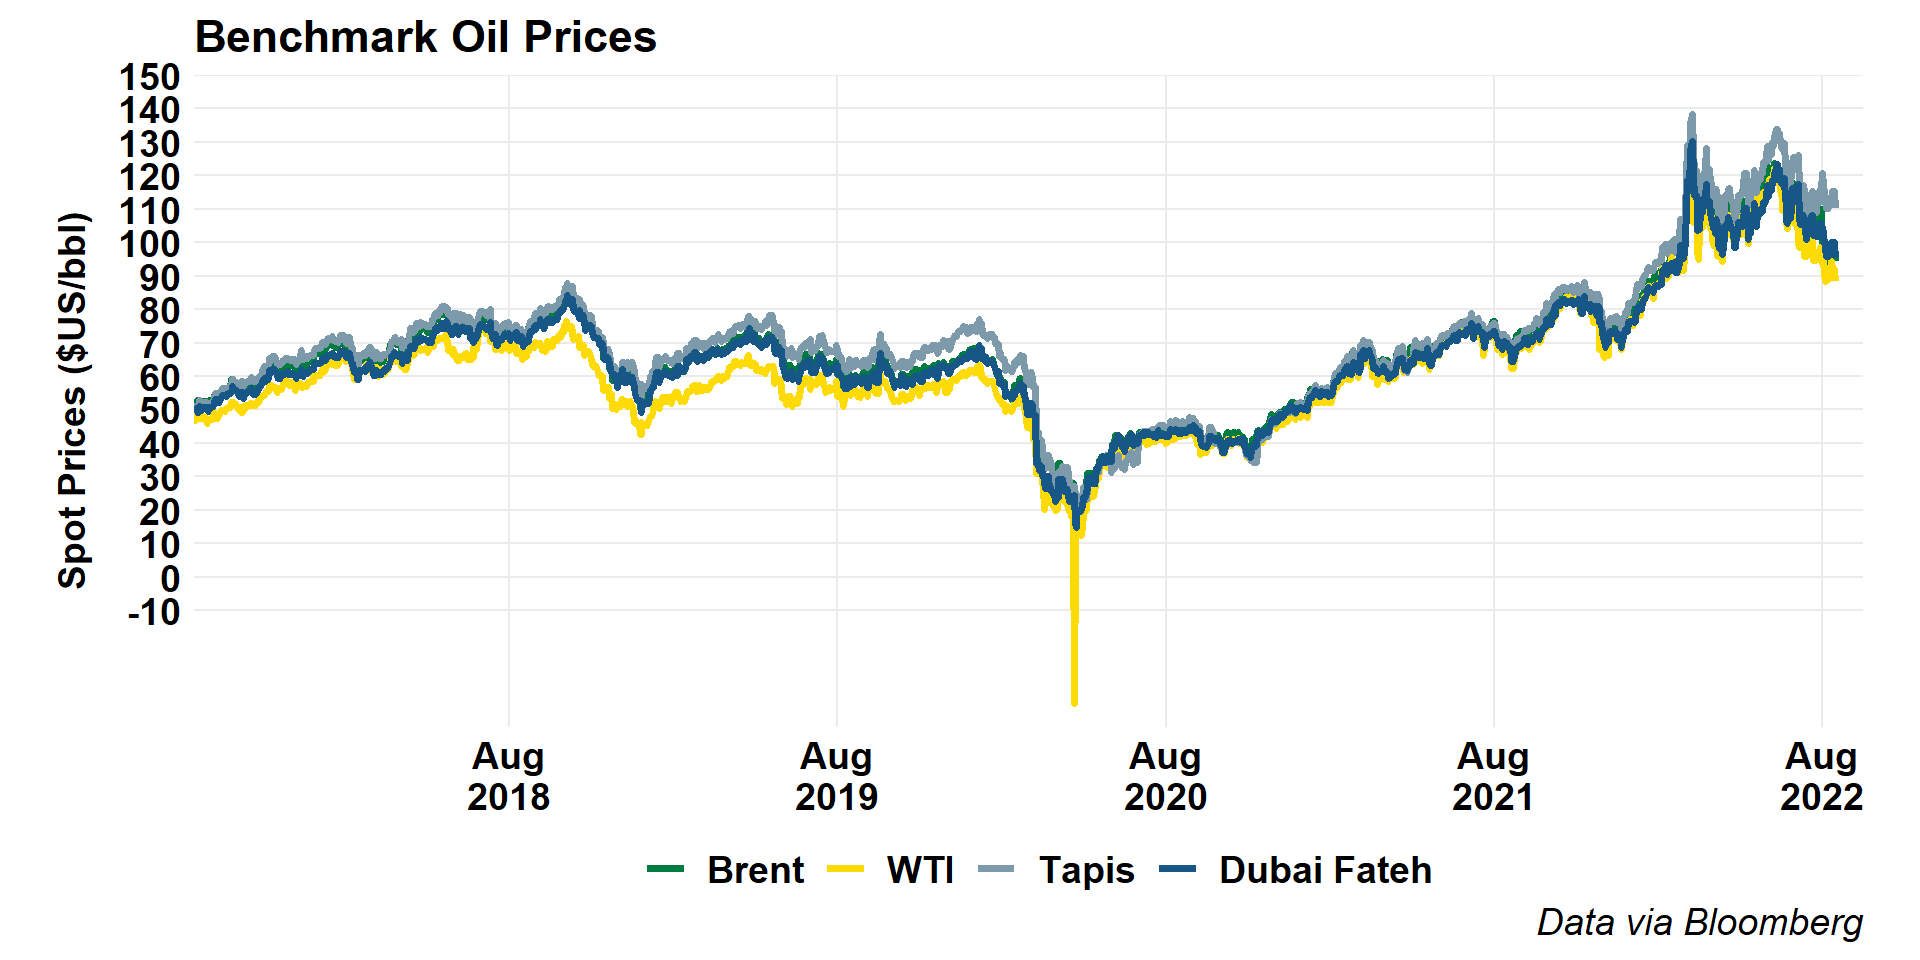 Benchmark Oil Prices
150
140
130
120
110
100
90
80
70
60
50
40
30
20
10
0
-10
Spot Prices ($US/bbl)
Aug 2018
Aug 2019
Aug 2020
Aug 2021
Aug 2022
Brent WTI Tapis Dubai Fateh
Data via Bloomberg